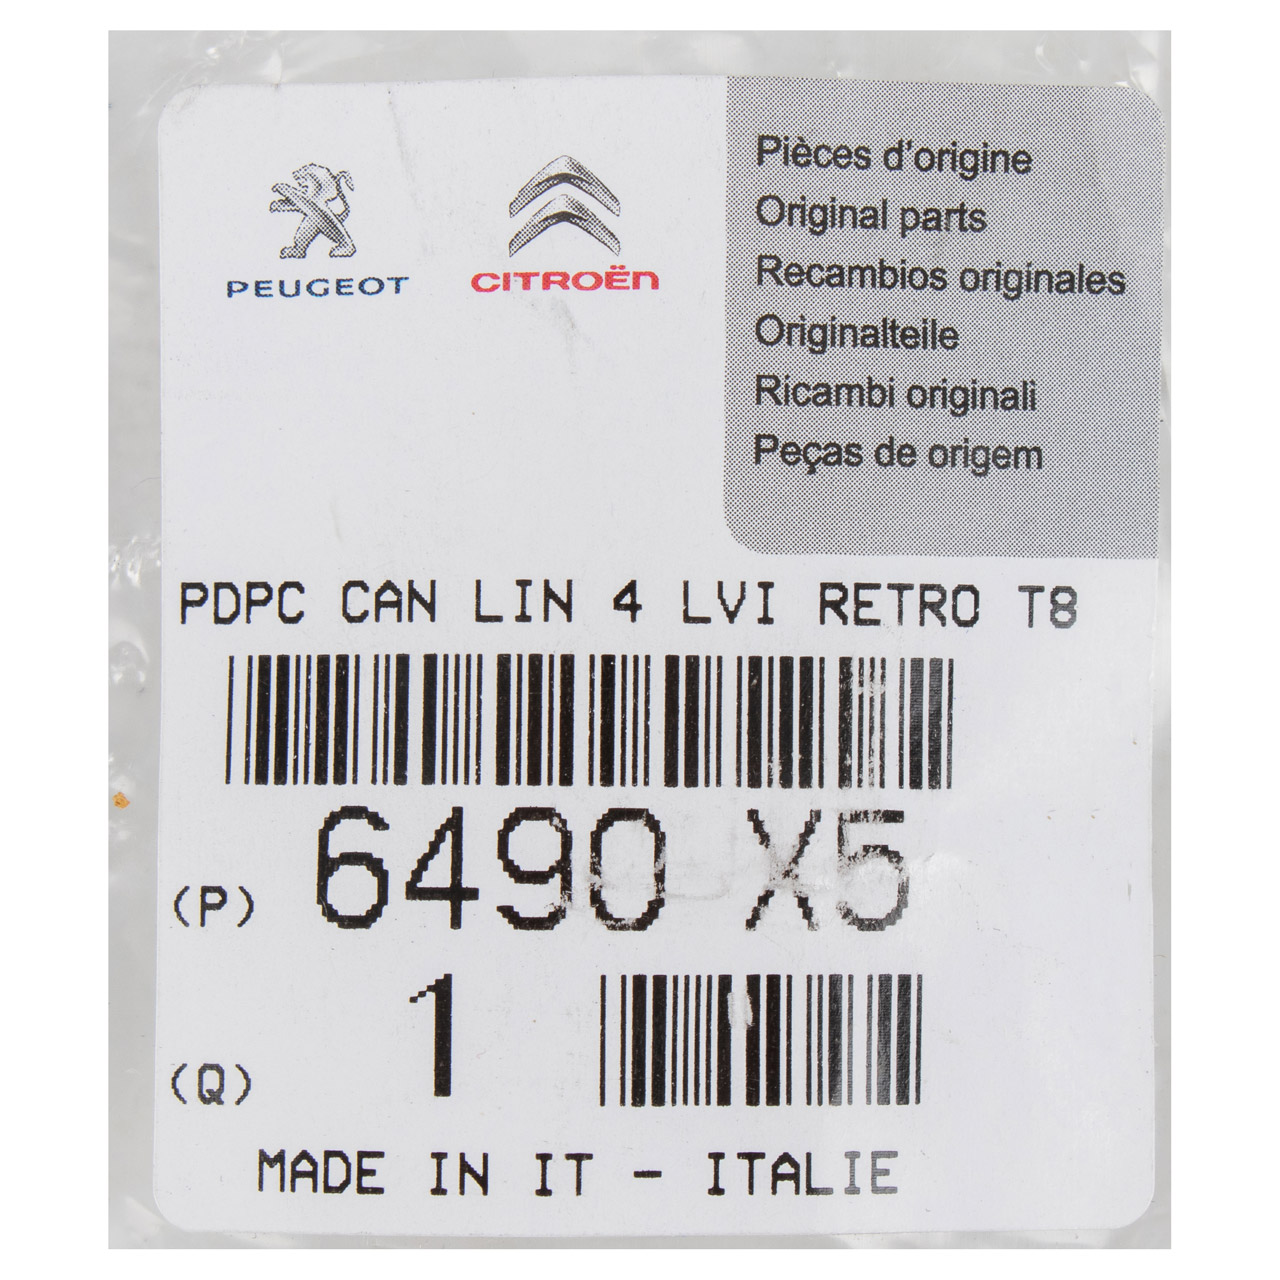 PEUGEOT
CITROËN
Pièces d'origine
Original parts
Recambios originales
Originalteile
Ricambi originali
Peças de origem
PDPC CAN LIN 4 LVI RETRO T8
(P) 6490 X5
(Q) 1
MADE IN IT - ITALIE